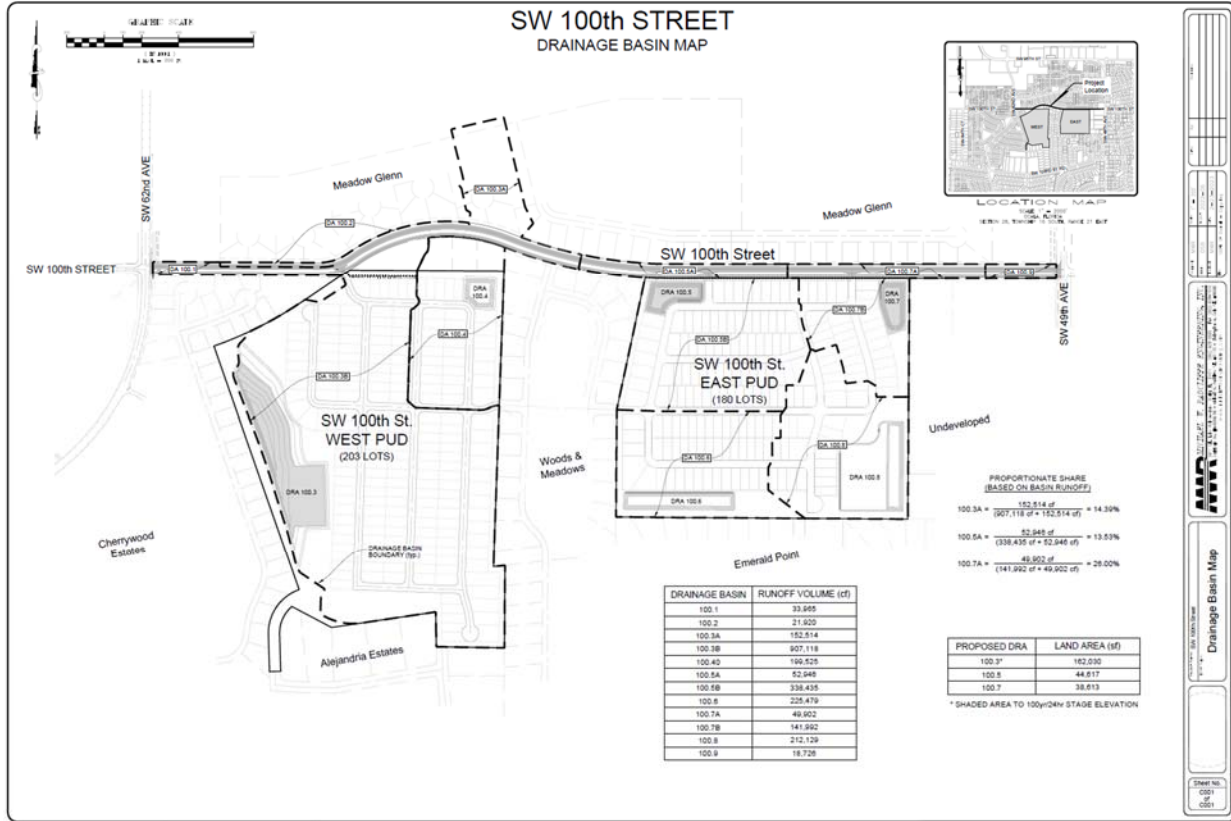 SW 100th STREET
DRAINAGE BASIN MAP
GRAPHIC SCALE
SW 62nd AVE
Meadow Glenn
DA 100.3A
DA 100.2
SW 100th STREET
DA 100.1
Meadow Glenn
SW 100th Street
DA 100.5A
DA 100.7A
DA 100.9
SW 49th AVE
Project
Location
WEST
EAST
LOCATION MAP
DRA
100.4
DA 100.4
DA 100.3B
SW 100th St.
WEST PUD
(203 LOTS)
DRA 100.3
DRAINAGE BASIN
BOUNDARY (typ.)
Cherrywood
Estates
Alejandria Estates
Woods &
Meadows
DRA 100.5
DRA
100.7
DA 100.7B
DA 100.5B
SW 100th St.
EAST PUD
(180 LOTS)
DA 100.6
DA 100.8
DRA 100.6
DRA 100.8
Undeveloped
Emerald Point
PROPORTIONATE SHARE
(BASED ON BASIN RUNOFF)
100.3A = 152,514 cf / (907,118 cf + 152,514 cf) = 14.39%
100.5A = 52,946 cf / (338,435 cf + 52,946 cf) = 13.53%
100.7A = 49,902 cf / (141,992 cf + 49,902 cf) = 26.00%
DRAINAGE BASIN RUNOFF VOLUME (cf)
100.1 33,965
100.2 21,920
100.3A 152,514
100.3B 907,118
100.40 199,525
100.5A 52,946
100.5B 338,435
100.6 225,479
100.7A 49,902
100.7B 141,992
100.8 212,129
100.9 18,726
PROPOSED DRA LAND AREA (sf)
100.3* 162,030
100.5 44,617
100.7 38,613
* SHADED AREA TO 100yr/24hr STAGE ELEVATION
SW 100th Street
Drainage Basin Map
Sheet No.
C001
of
C001